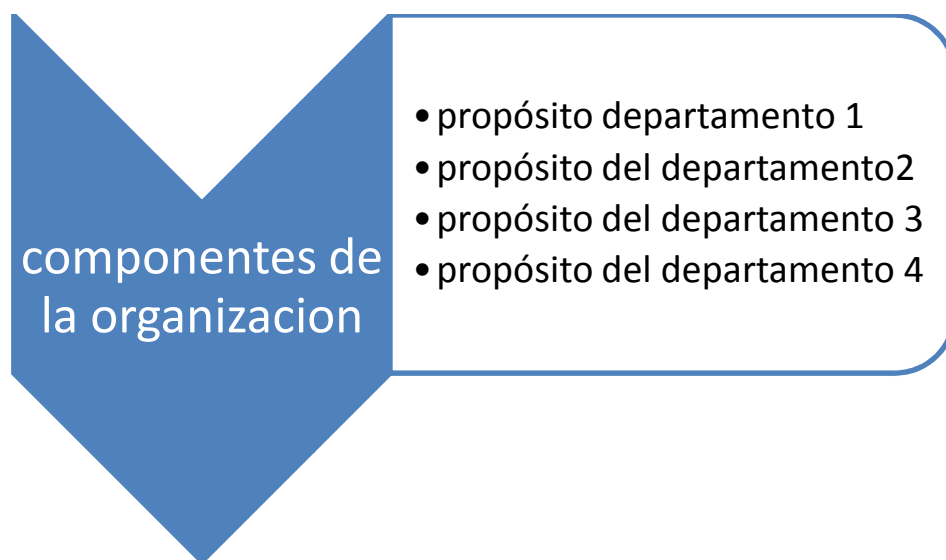 componentes de
la organizacion
•propósito departamento 1
•propósito del departamento2
•propósito del departamento 3
•propósito del departamento 4